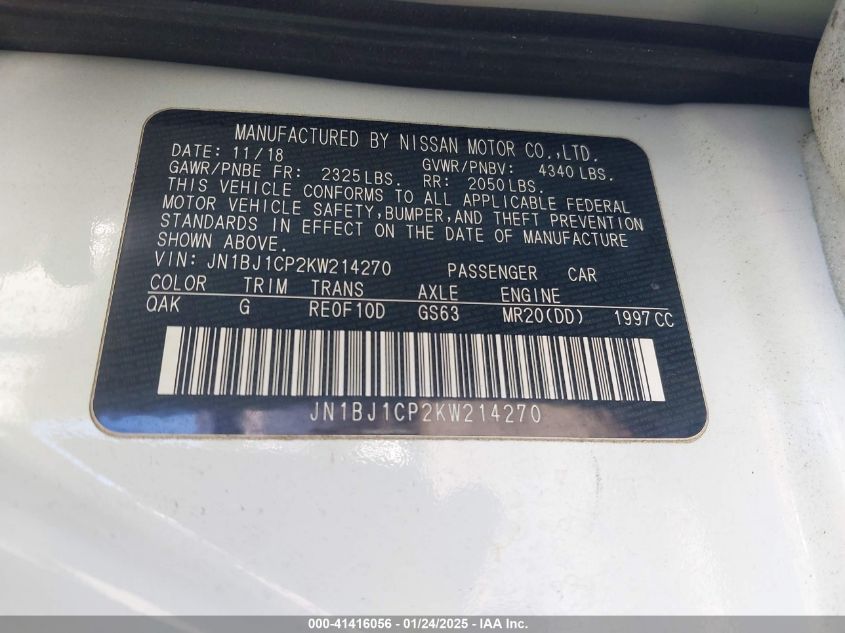 MANUFACTURED BY NISSAN MOTOR CO.,LTD.
DATE: 11/18 GVWR/PNBV: 4340 LBS.
GAWR/PNBE FR: 2325LBS. RR: 2050LBS.
THIS VEHICLE CONFORMS TO ALL APPLICABLE FEDERAL
MOTOR VEHICLE SAFETY,BUMPER,AND THEFT PREVENTION
STANDARDS IN EFFECT ON THE DATE OF MANUFACTURE
SHOWN ABOVE.
VIN: JN1BJ1CP2KW214270 PASSENGER CAR
COLOR TRIM TRANS AXLE ENGINE
QAK G RE0F10D GS63 MR20(DD) 1997CC
JN1BJ1CP2KW214270
000-41416056 - 01/24/2025 - IAA Inc.